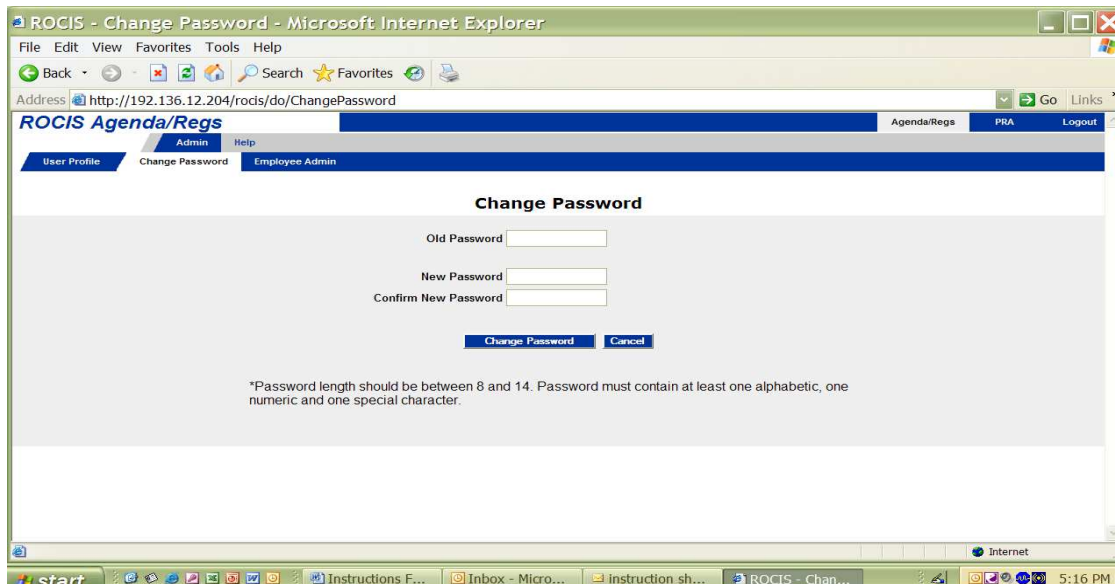 ROCIS - Change Password - Microsoft Internet Explorer
File Edit View Favorites Tools Help
Back Search Favorites
Address http://192.136.12.204/rocis/do/ChangePassword Go Links
ROCIS Agenda/Regs Agenda/Regs PRA Logout
Admin Help
User Profile Change Password Employee Admin
Change Password
Old Password
New Password
Confirm New Password
Change Password Cancel
*Password length should be between 8 and 14. Password must contain at least one alphabetic, one
numeric and one special character.
Internet
start Instructions F... Inbox - Micro... instruction sh... ROCIS - Chan... 5:16 PM